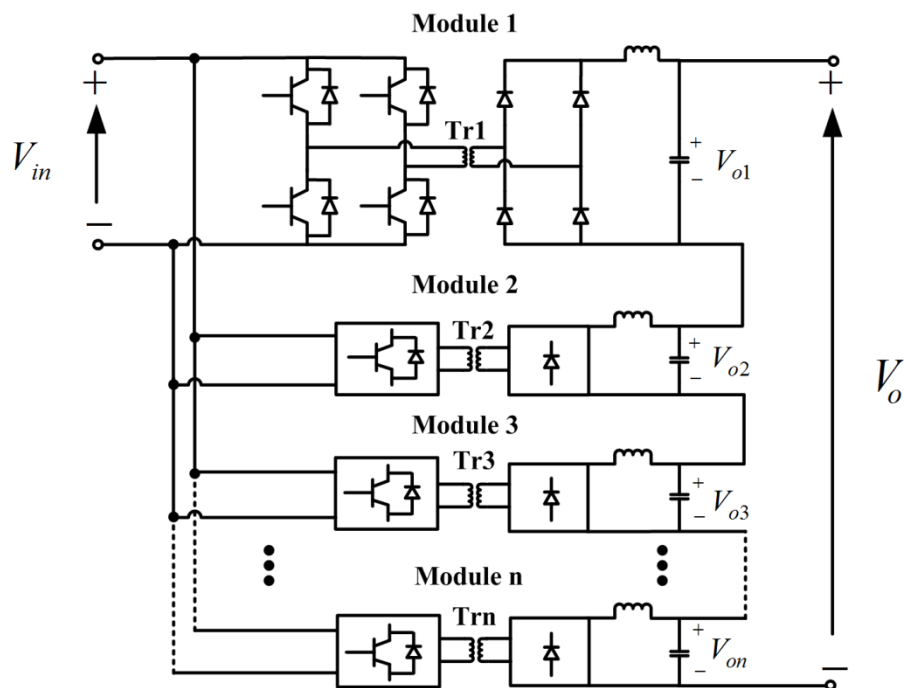 Module 1
+
+
Tr1
V_in
+
− V_o1
−
Module 2
Tr2
+
− V_o2
V_o
Module 3
Tr3
+
− V_o3
Module n
Trn
+
− V_on
−